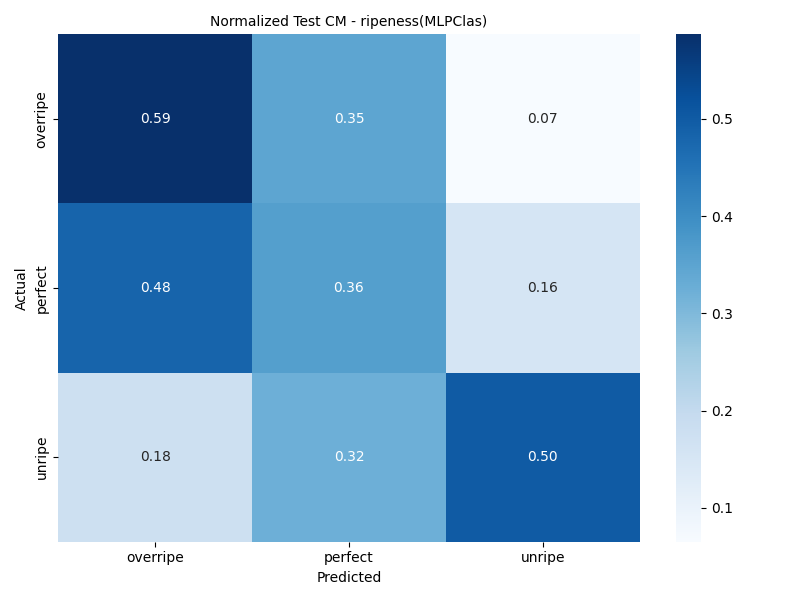 Normalized Test CM - ripeness(MLPClas)
overripe
0.59
0.35
0.07
0.5
0.4
Actual
perfect
0.48
0.36
0.16
0.3
0.2
unripe
0.18
0.32
0.50
0.1
overripe
perfect
unripe
Predicted